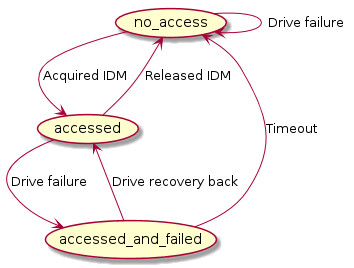 no_access
Drive failure
Acquired IDM
Released IDM
accessed
Timeout
Drive failure
Drive recovery back
accessed_and_failed